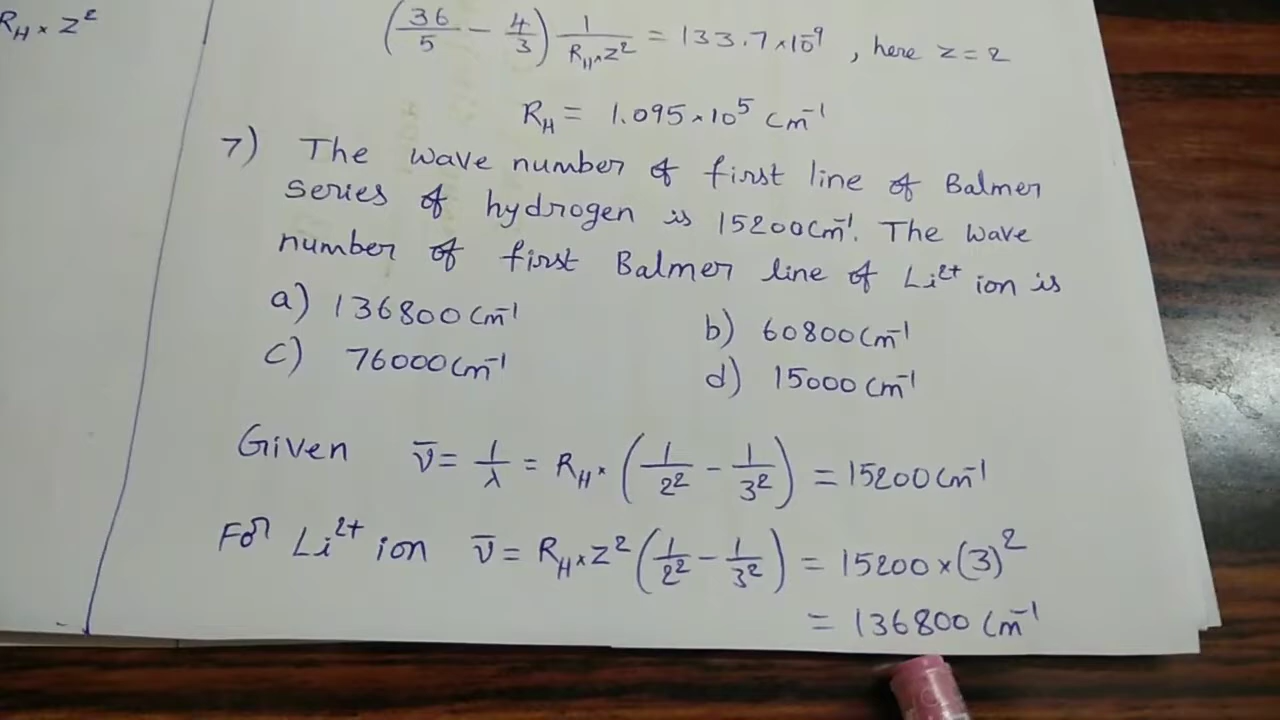 R_H × Z²
(36/5 − 4/3) 1/(R_H × Z²) = 133.7 × 10⁻⁹ , here z = 2
R_H = 1.095 × 10⁵ cm⁻¹
7) The wave number of first line of Balmer
series of hydrogen is 15200 cm⁻¹. The wave
number of first Balmer line of Li²⁺ ion is
a) 136800 cm⁻¹ b) 60800 cm⁻¹
c) 76000 cm⁻¹ d) 15000 cm⁻¹
Given ν̅ = 1/λ = R_H × (1/2² − 1/3²) = 15200 cm⁻¹
For Li²⁺ ion ν̅ = R_H × Z² (1/2² − 1/3²) = 15200 × (3)²
= 136800 cm⁻¹